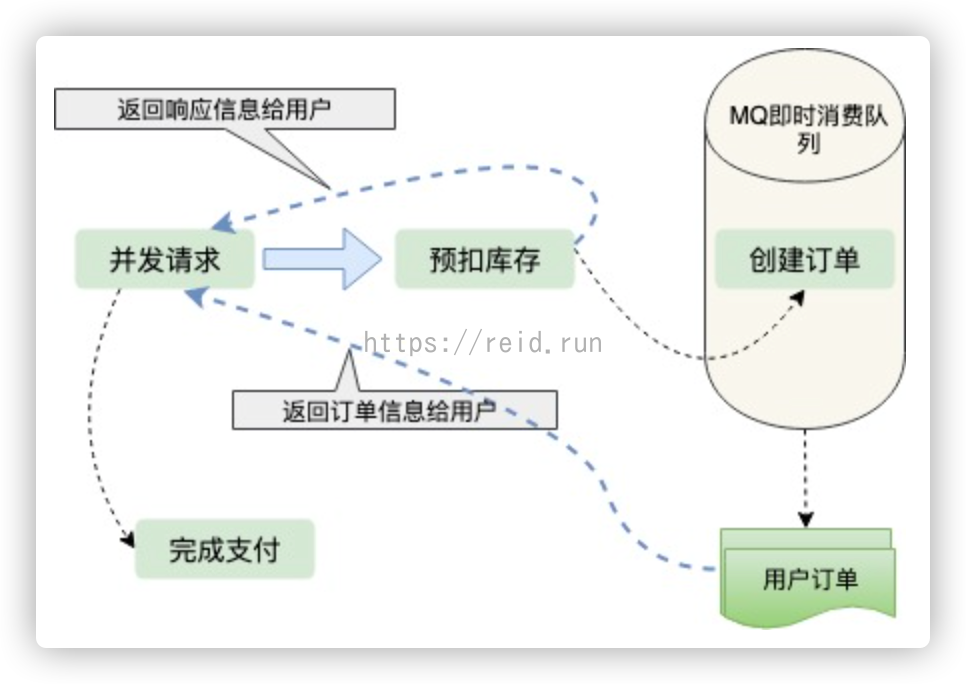 返回响应信息给用户
MQ即时消费队
列
并发请求
预扣库存
创建订单
https://reid.run
返回订单信息给用户
完成支付
用户订单